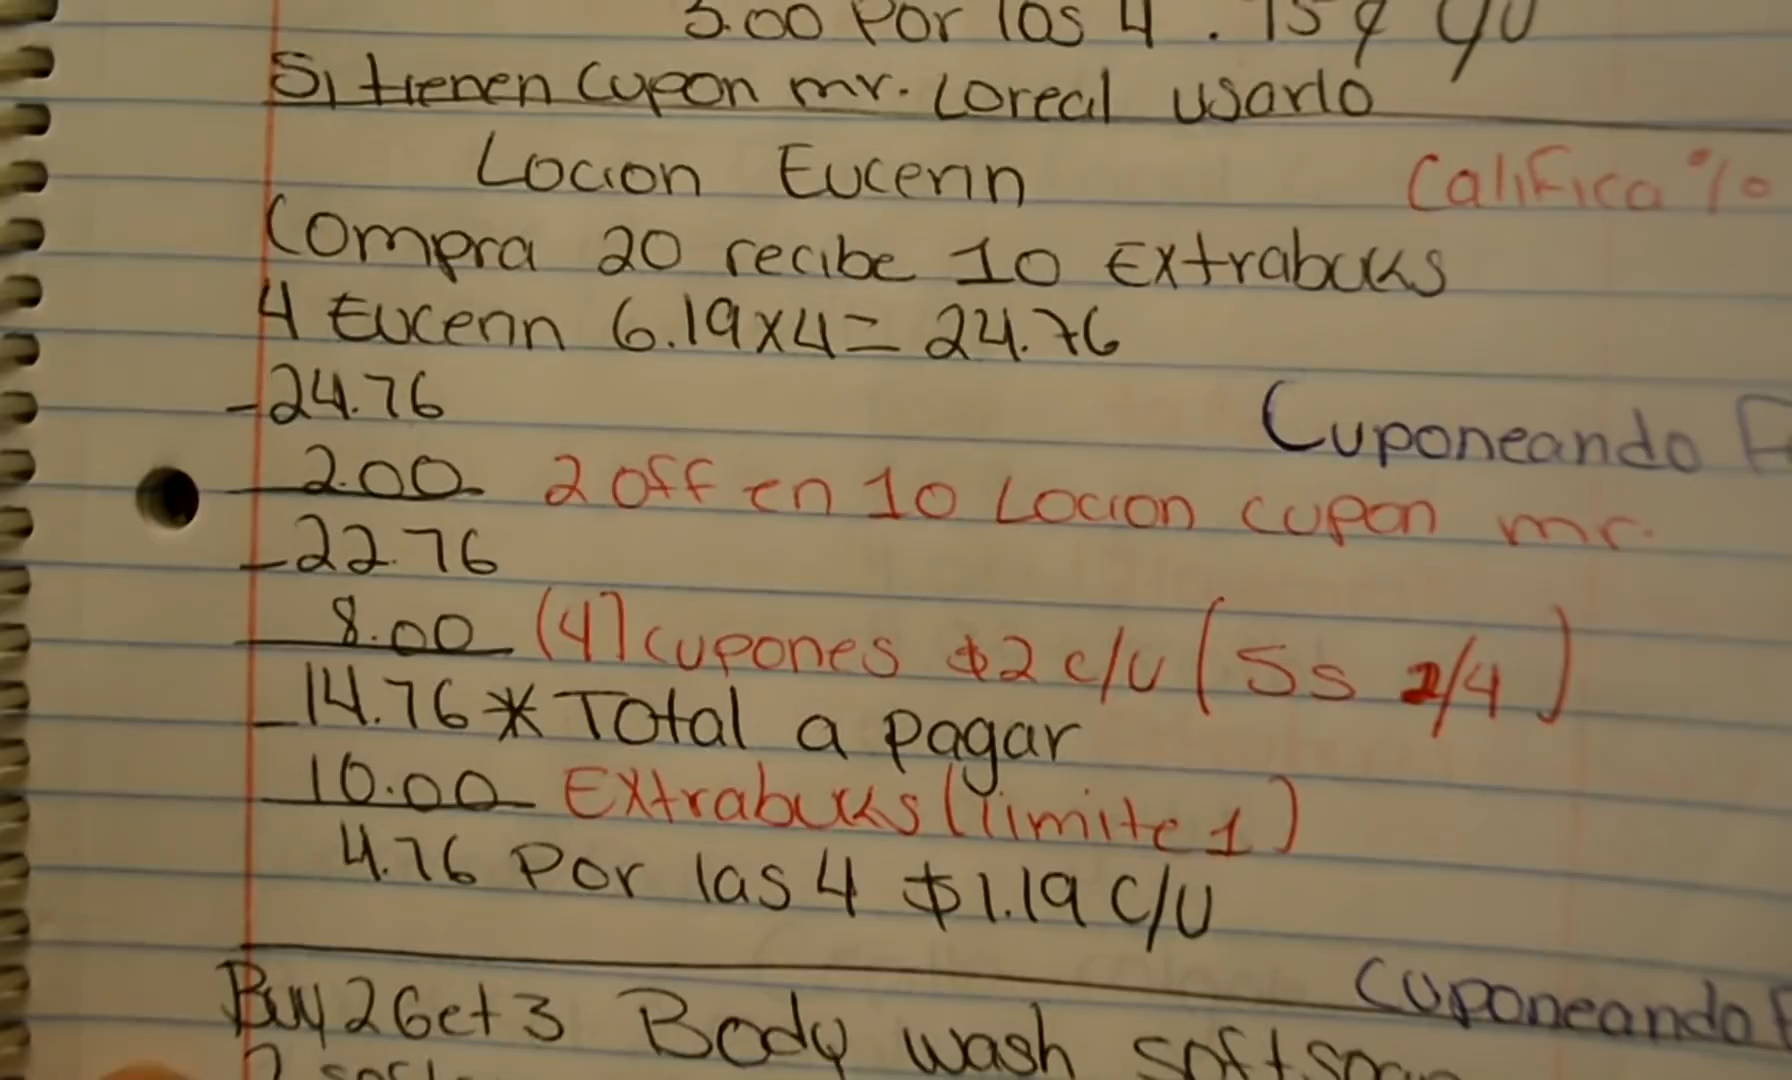 3.00 Por los 4 . 75¢ c/u
Si tienen cupon mr. Loreal usarlo
Locion Eucerin
Califica %
Compra 20 recibe 10 Extrabucks
4 Eucerin 6.19x4= 24.76
-24.76
Cuponeando
2.00 2 off en 10 Locion cupon mr.
-22.76
8.00 (4) cupones $2 c/u (SS 2/4)
-14.76 * Total a pagar
10.00 Extrabucks (limite 1)
4.76 Por las 4 $1.19 c/u
Cuponeando
Buy 2 Get 3 Body wash softsoap